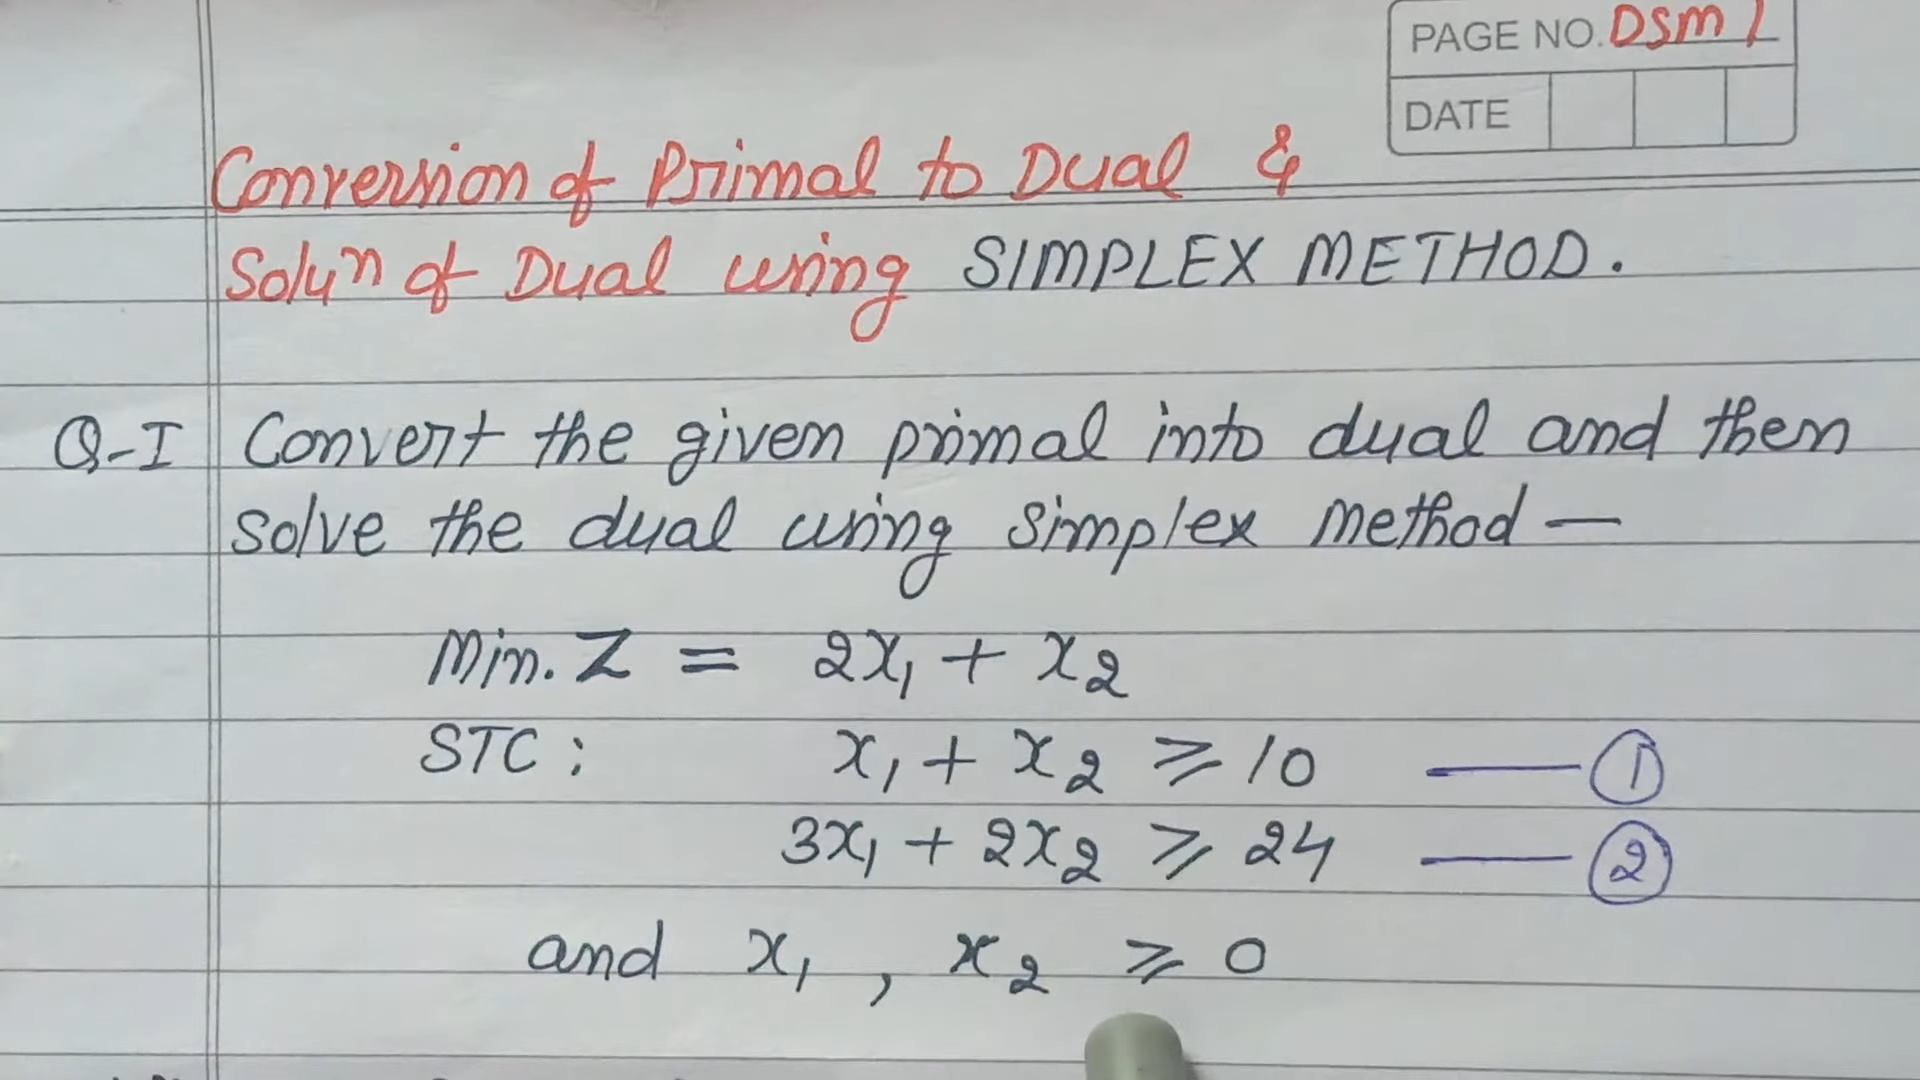 PAGE NO. DSM 1
DATE
Conversion of Primal to Dual &
Soluⁿ of Dual using SIMPLEX METHOD.
Q-I Convert the given primal into dual and then
solve the dual using simplex method —
Min. Z = 2x₁ + x₂
STC : x₁ + x₂ ⩾ 10 — ①
3x₁ + 2x₂ ⩾ 24 — ②
and x₁ , x₂ ⩾ 0